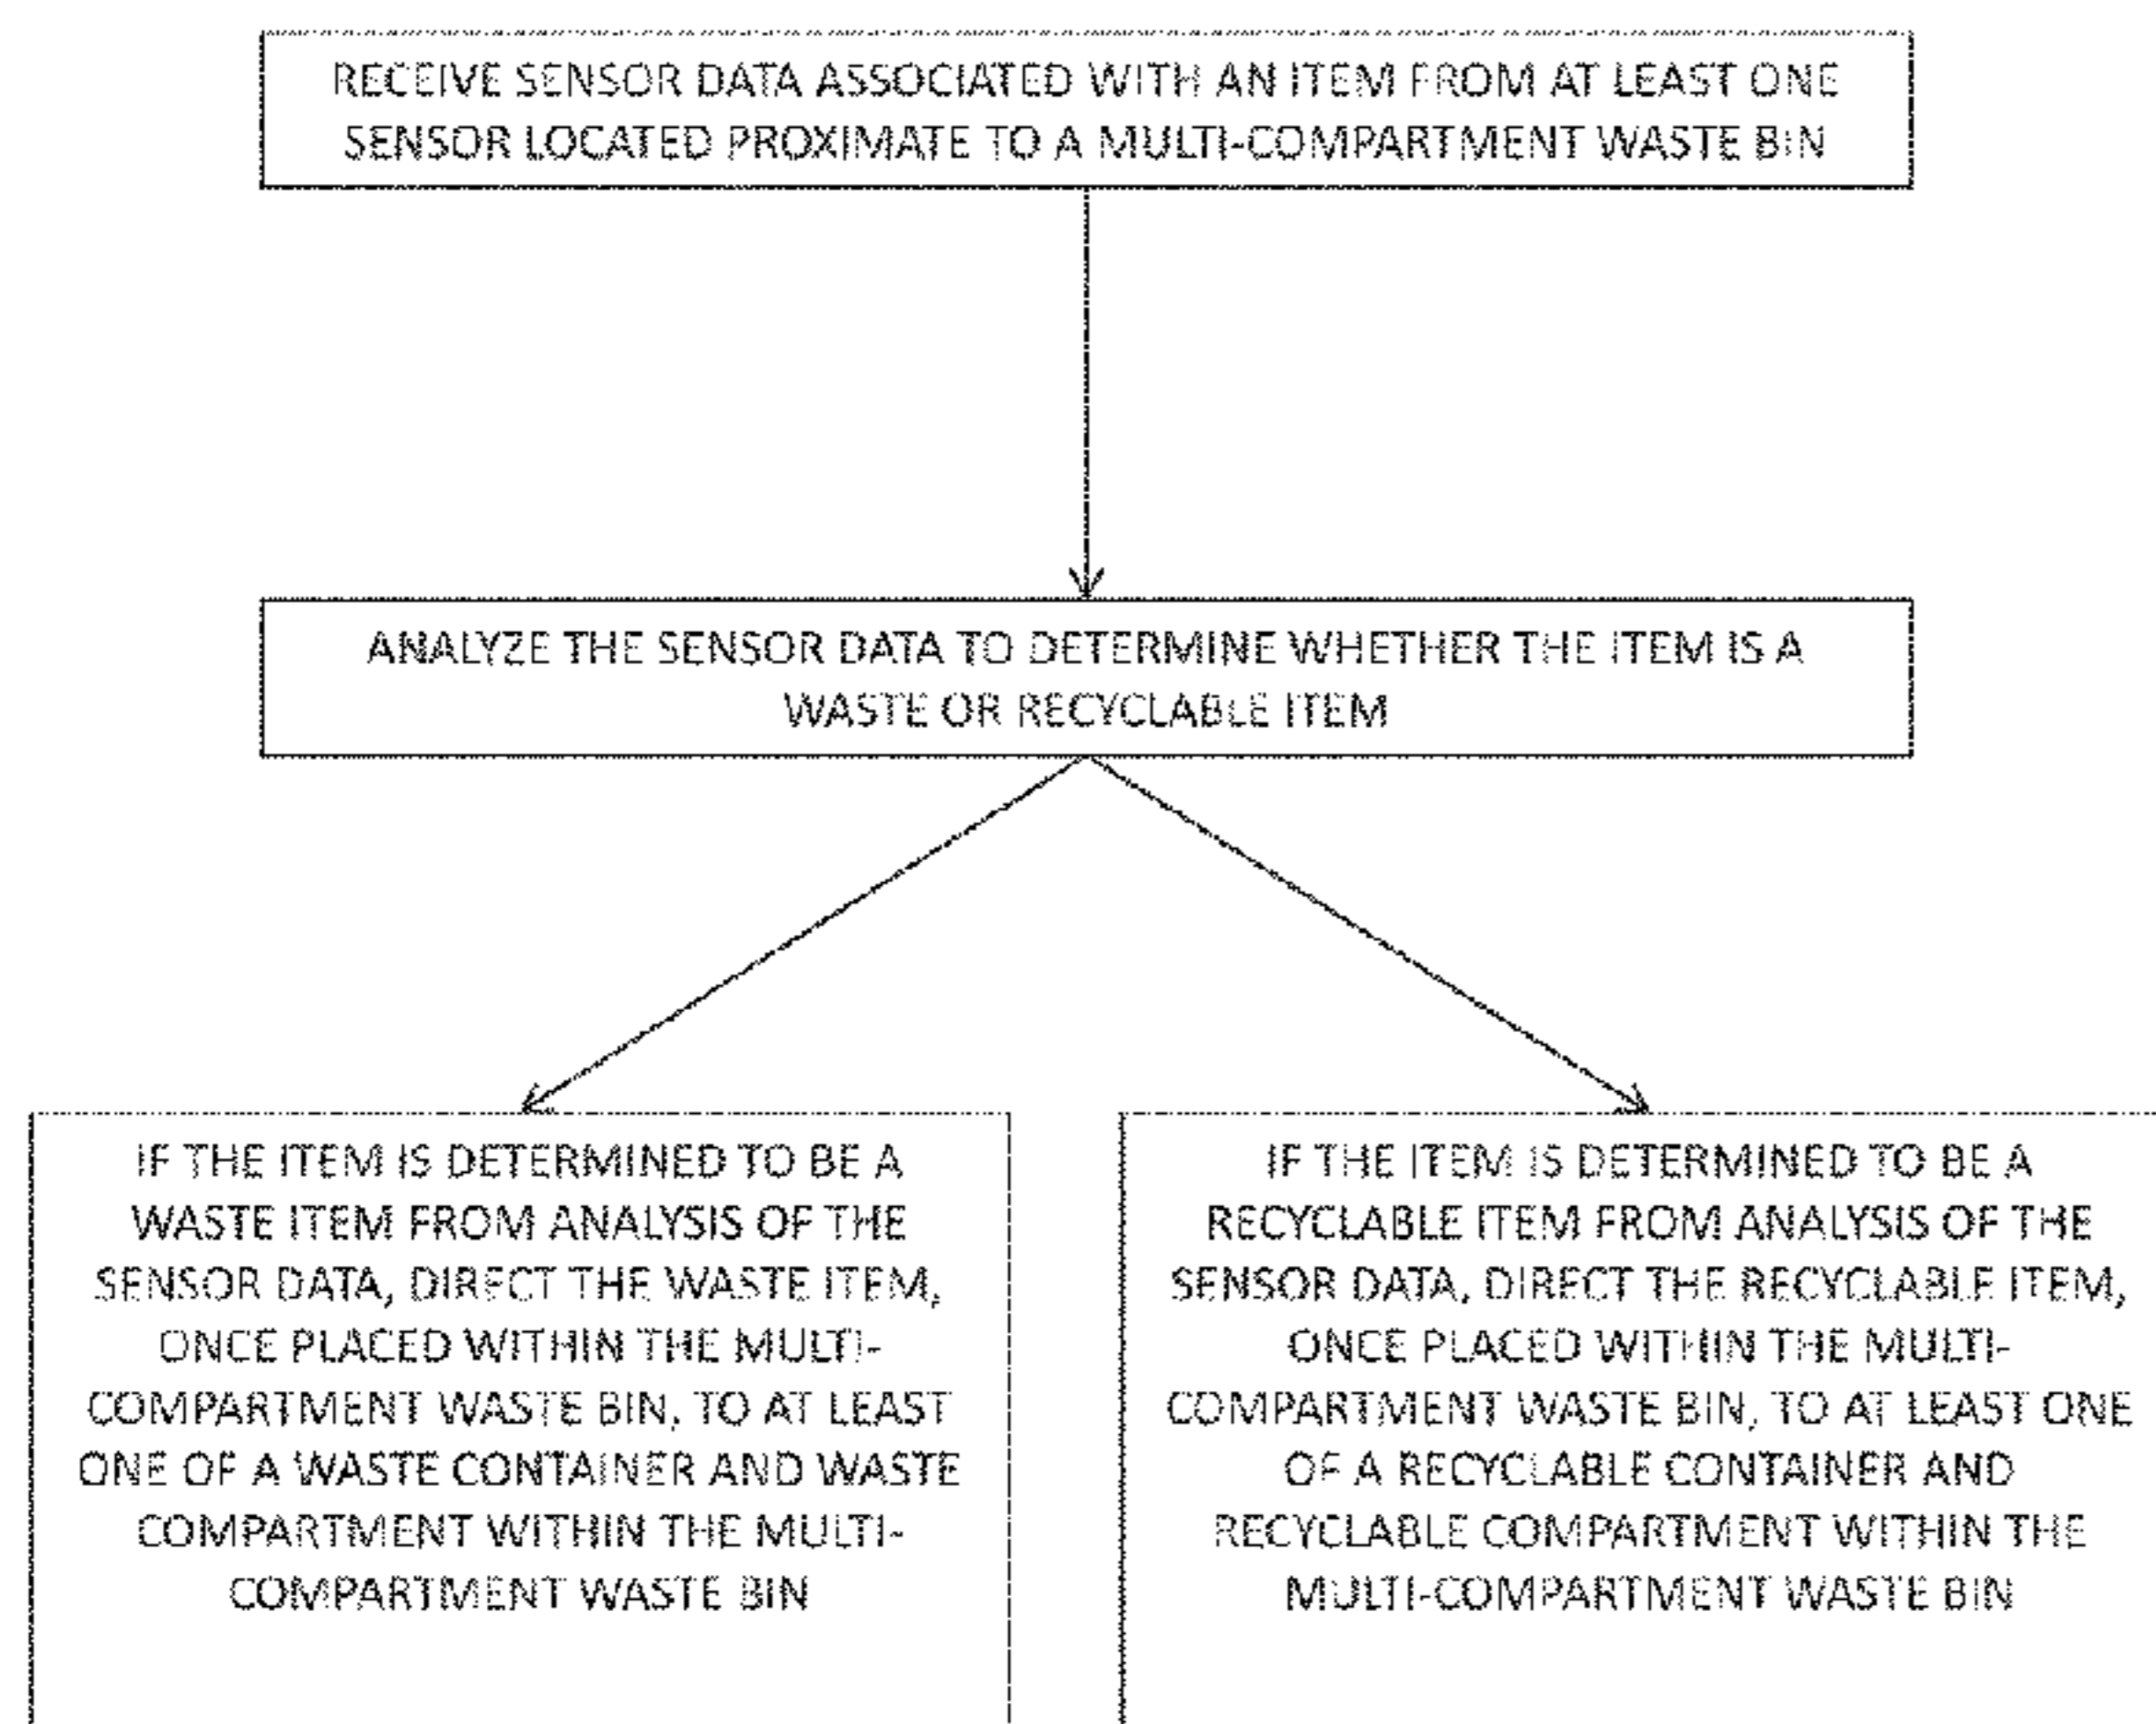 RECEIVE SENSOR DATA ASSOCIATED WITH AN ITEM FROM AT LEAST ONE
SENSOR LOCATED PROXIMATE TO A MULTI-COMPARTMENT WASTE BIN
ANALYZE THE SENSOR DATA TO DETERMINE WHETHER THE ITEM IS A
WASTE OR RECYCLABLE ITEM
IF THE ITEM IS DETERMINED TO BE A
WASTE ITEM FROM ANALYSIS OF THE
SENSOR DATA, DIRECT THE WASTE ITEM,
ONCE PLACED WITHIN THE MULTI-
COMPARTMENT WASTE BIN, TO AT LEAST
ONE OF A WASTE CONTAINER AND WASTE
COMPARTMENT WITHIN THE MULTI-
COMPARTMENT WASTE BIN
IF THE ITEM IS DETERMINED TO BE A
RECYCLABLE ITEM FROM ANALYSIS OF THE
SENSOR DATA, DIRECT THE RECYCLABLE ITEM,
ONCE PLACED WITHIN THE MULTI-
COMPARTMENT WASTE BIN, TO AT LEAST ONE
OF A RECYCLABLE CONTAINER AND
RECYCLABLE COMPARTMENT WITHIN THE
MULTI-COMPARTMENT WASTE BIN